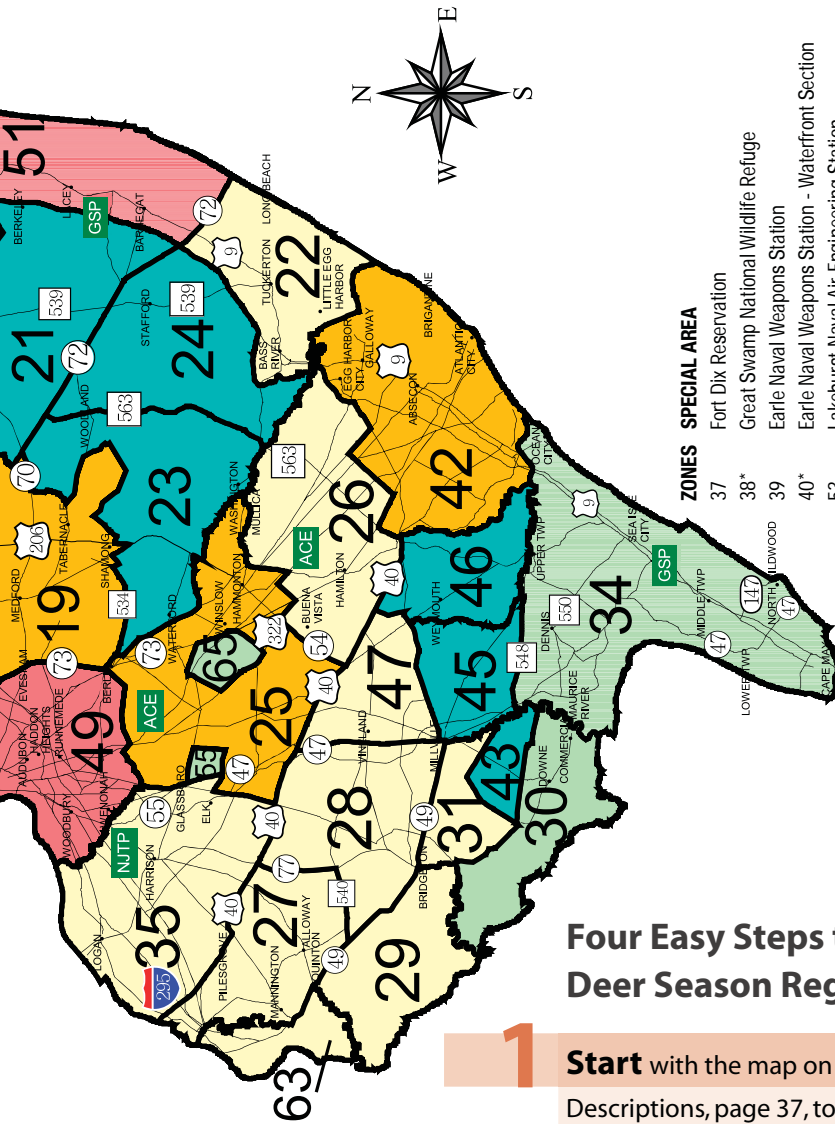 E
N
S
W
51
BERKELEY
LACEY
GSP
BARNEGAT
21
539
72
72
LONG BEACH
9
22
TUCKERTON
LITTLE EGG
HARBOR
STAFFORD
539
24
BASS
RIVER
WOODLAND
563
70
23
206
MEDFORD
TABERNACLE
19
SHAMONG
534
WASHINGTON
MULLICA
563
EGG HARBOR
CITY
GALLOWAY
9
BRIGANTINE
ABSECON
ATLANTIC
CITY
42
ACE
26
HAMILTON
BUENA
VISTA
HAMMONTON
WINSLOW
322
54
40
65
73
WATERFORD
73
EVESHAM
AUDUBON
HADDON
HEIGHTS
RUNNEMEDE
49
WOODBURY
WENONAH
ACE
25
55
47
40
47
GLASSBORO
ELK
55
NJTP
HARRISON
35
LOGAN
295
PILESGROVE
40
40
77
27
ALLOWAY
QUINTON
MANNINGTON
540
49
28
VINELAND
47
MILLVILLE
49
BRIDGETON
31
29
63
43
DOWNE
COMMERCIAL
30
MAURICE
RIVER
45
WEYMOUTH
46
548
DENNIS
550
UPPER TWP
OCEAN
CITY
9
SEA ISLE
CITY
34
GSP
MIDDLE TWP
47
LOWER TWP
147
NORTH WILDWOOD
47
CAPE MAY
ZONES SPECIAL AREA
37 Fort Dix Reservation
38* Great Swamp National Wildlife Refuge
39 Earle Naval Weapons Station
40* Earle Naval Weapons Station - Waterfront Section
53 Lakehurst Naval Air Engineering Station
Four Easy Steps t
Deer Season Reg
1
Start with the map on
Descriptions, page 37, to